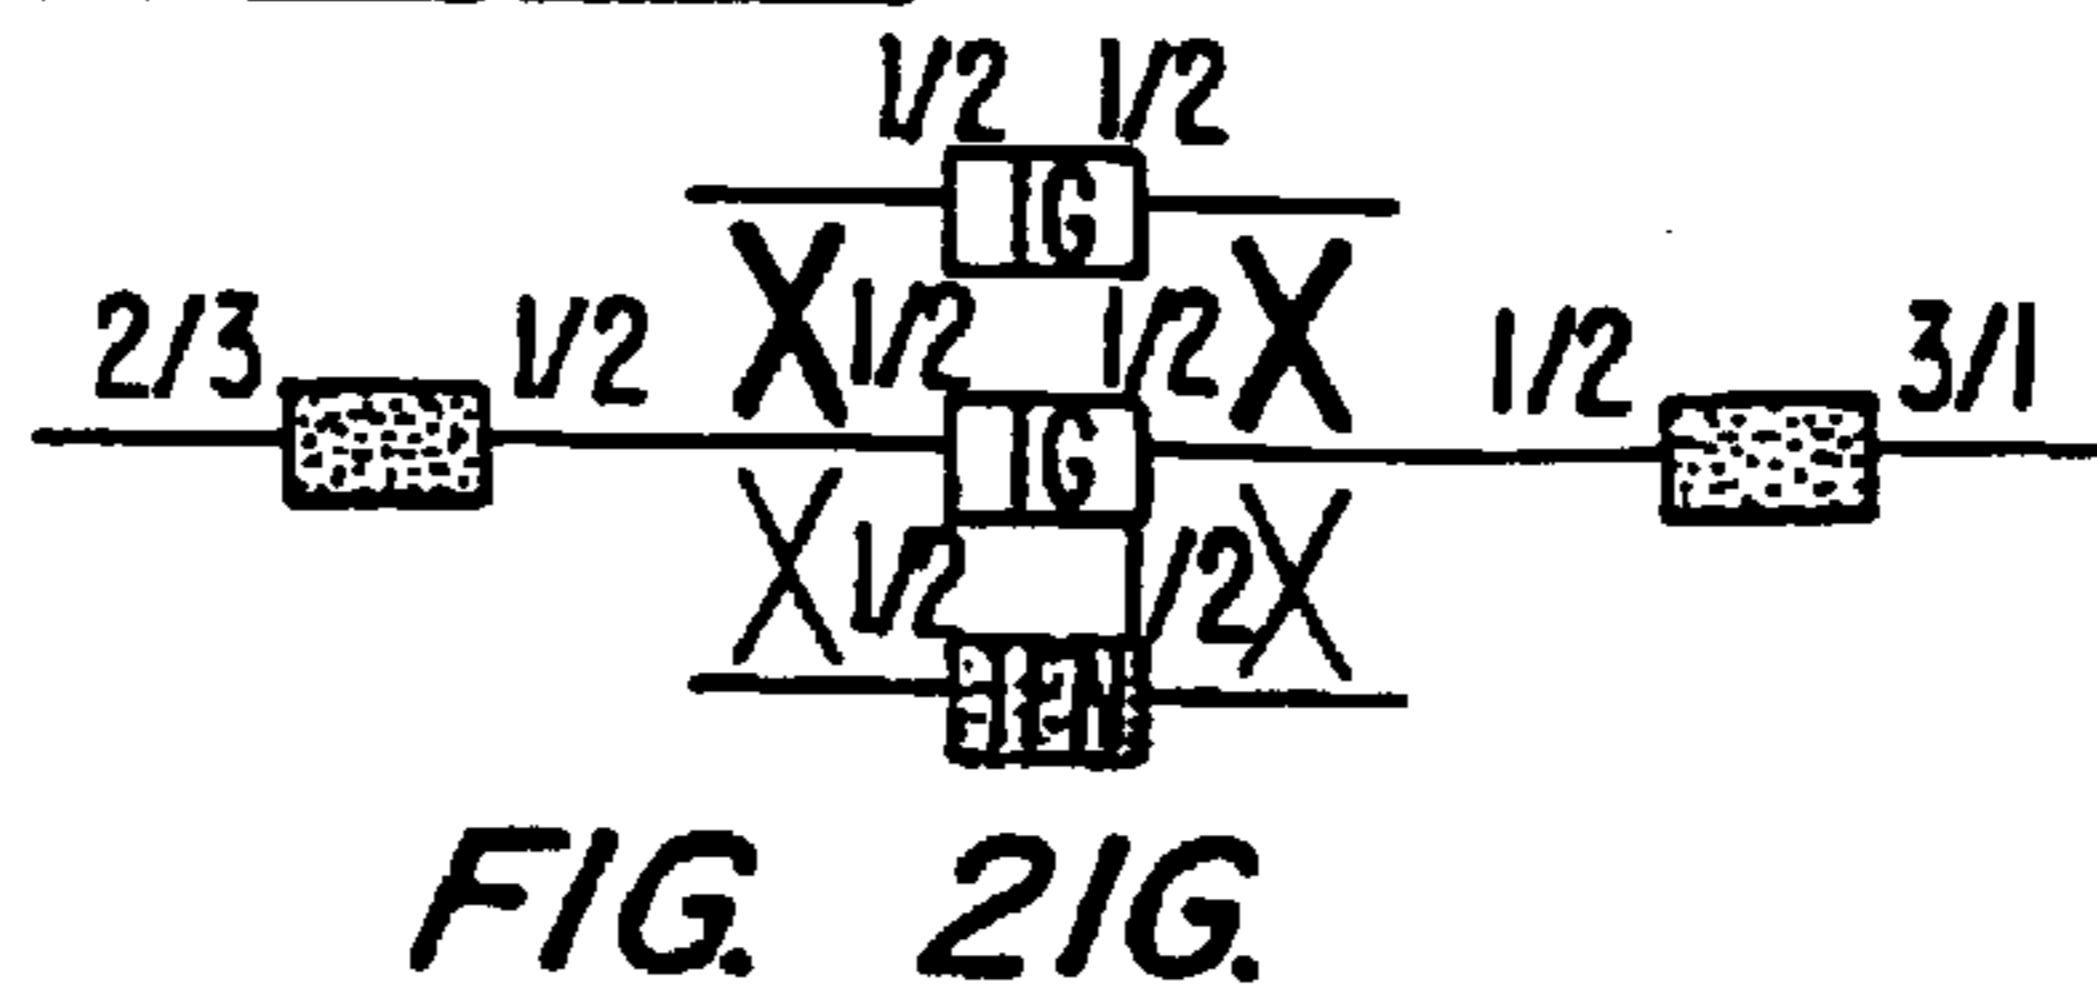 1/2 1/2
1G
2/3 1/2 X 1/2 1/2 X 1/2 3/1
1G
X 1/2 1/2 X
FIG. 21G.